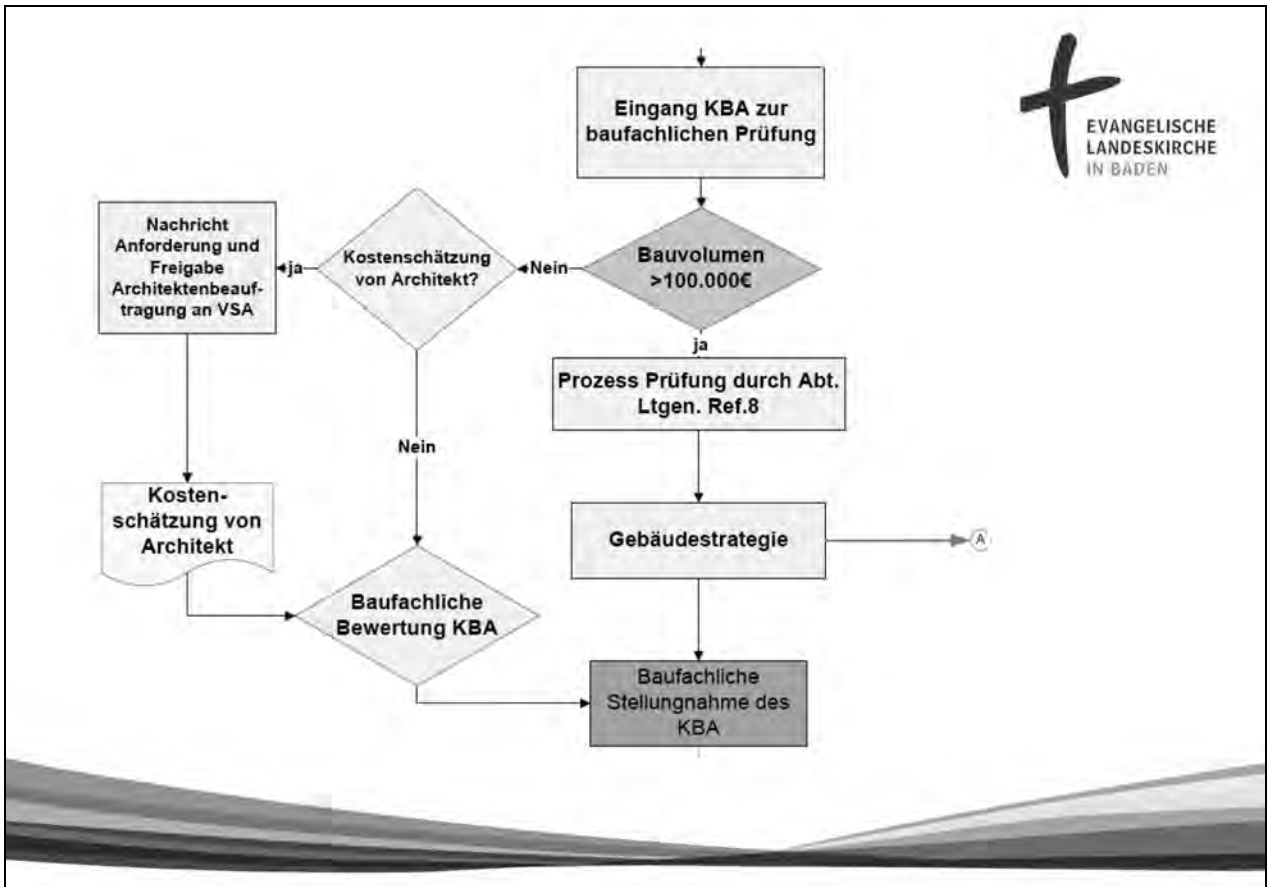 Eingang KBA zur
baufachlichen Prüfung
EVANGELISCHE
LANDESKIRCHE
IN BADEN
Bauvolumen
>100.000€
Nein
Kostenschätzung
von Architekt?
ja
Nachricht
Anforderung und
Freigabe
Architektenbeauf-
tragung an VSA
ja
Prozess Prüfung durch Abt.
Ltgen. Ref.8
Nein
Kosten-
schätzung von
Architekt
Gebäudestrategie
A
Baufachliche
Bewertung KBA
Baufachliche
Stellungnahme des
KBA